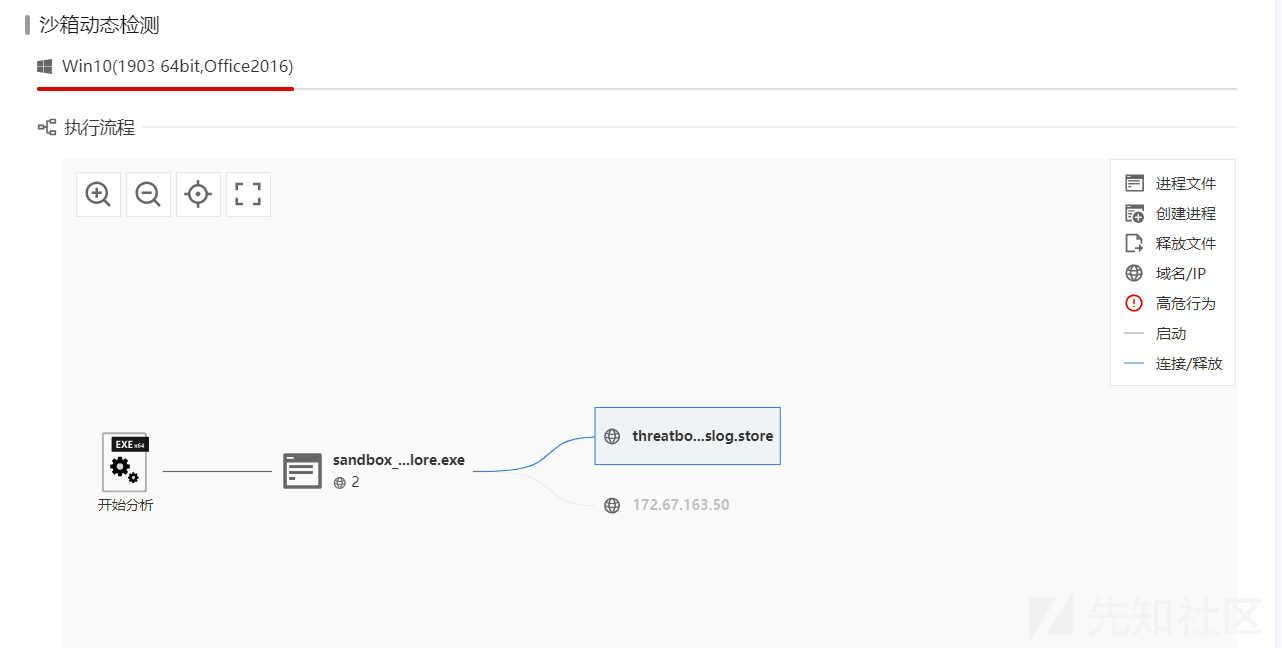 沙箱动态检测
Win10(1903 64bit,Office2016)
执行流程
进程文件
创建进程
释放文件
域名/IP
高危行为
启动
连接/释放
EXE x64
开始分析
sandbox_...lore.exe
2
threatbo...slog.store
172.67.163.50
先知社区